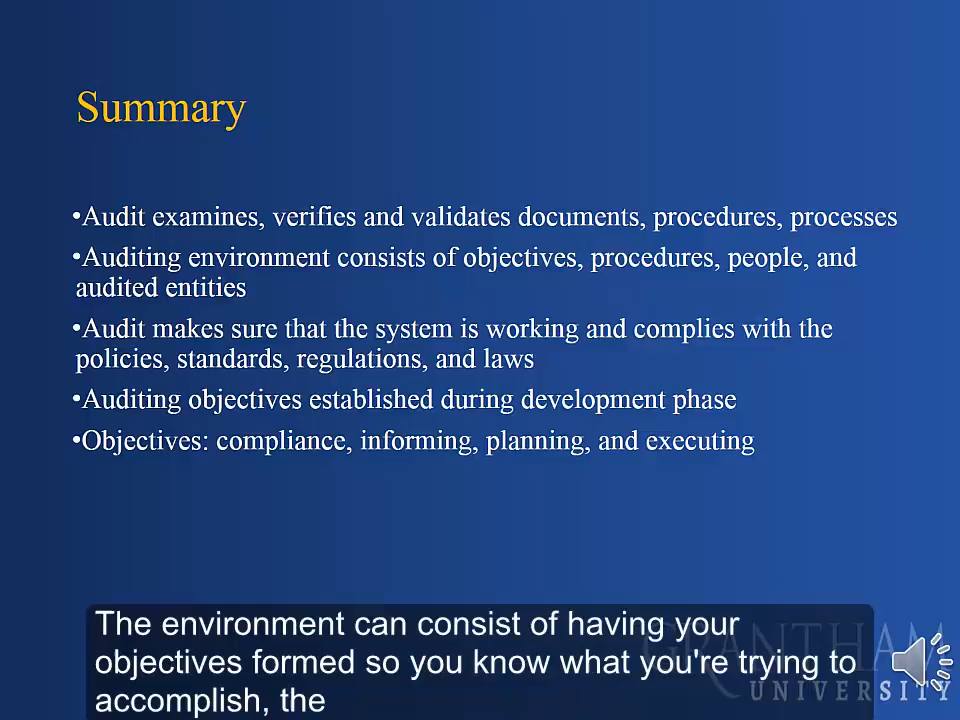 Summary
•Audit examines, verifies and validates documents, procedures, processes
•Auditing environment consists of objectives, procedures, people, and
audited entities
•Audit makes sure that the system is working and complies with the
policies, standards, regulations, and laws
•Auditing objectives established during development phase
•Objectives: compliance, informing, planning, and executing
The environment can consist of having your
objectives formed so you know what you're trying to
accomplish, the
GRANTHAM
UNIVERSITY